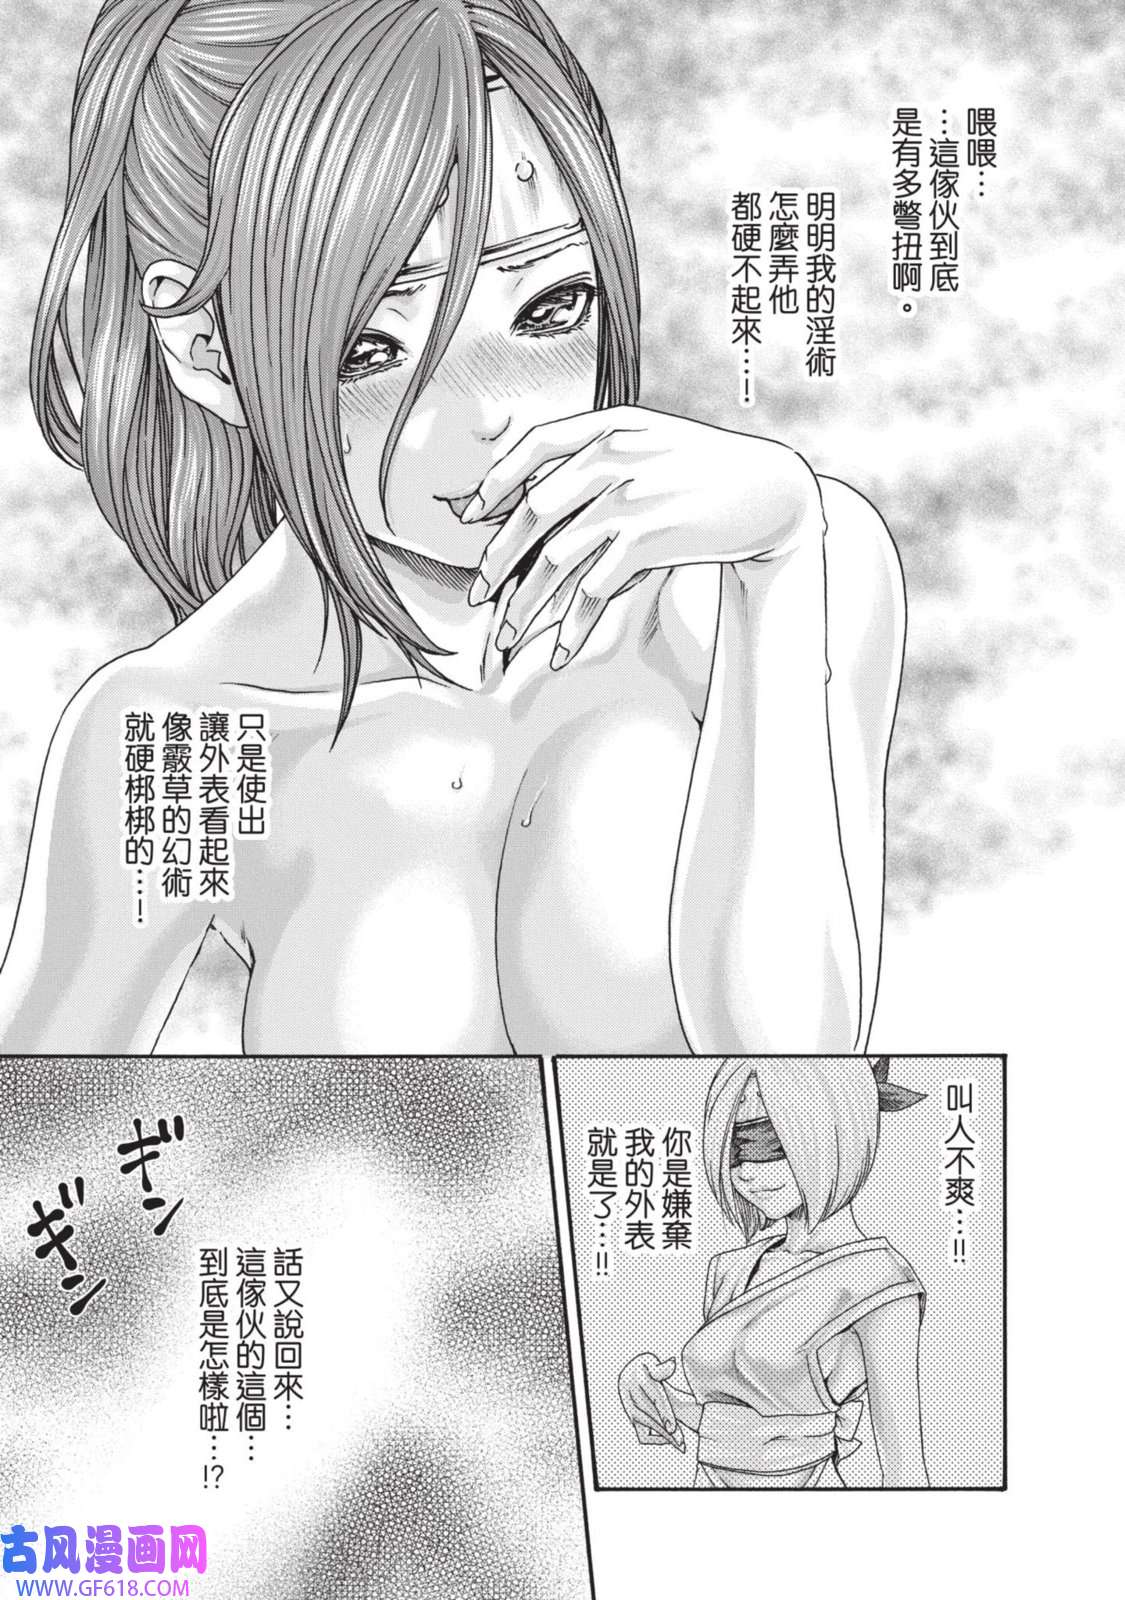 喂喂…
…這傢伙到底
是有多彆扭啊。
明明我的淫術
怎麼弄他
都硬不起來…!
只是使出
讓外表看起來
像霰草的幻術
就硬梆梆的…!
叫人不爽…!!
你是嫌棄
我的外表
就是了…!!
話又說回來…
這傢伙的這個…
到底是怎樣啦…!?
ギン
ギン
古风漫画网
WWW.GF618.COM